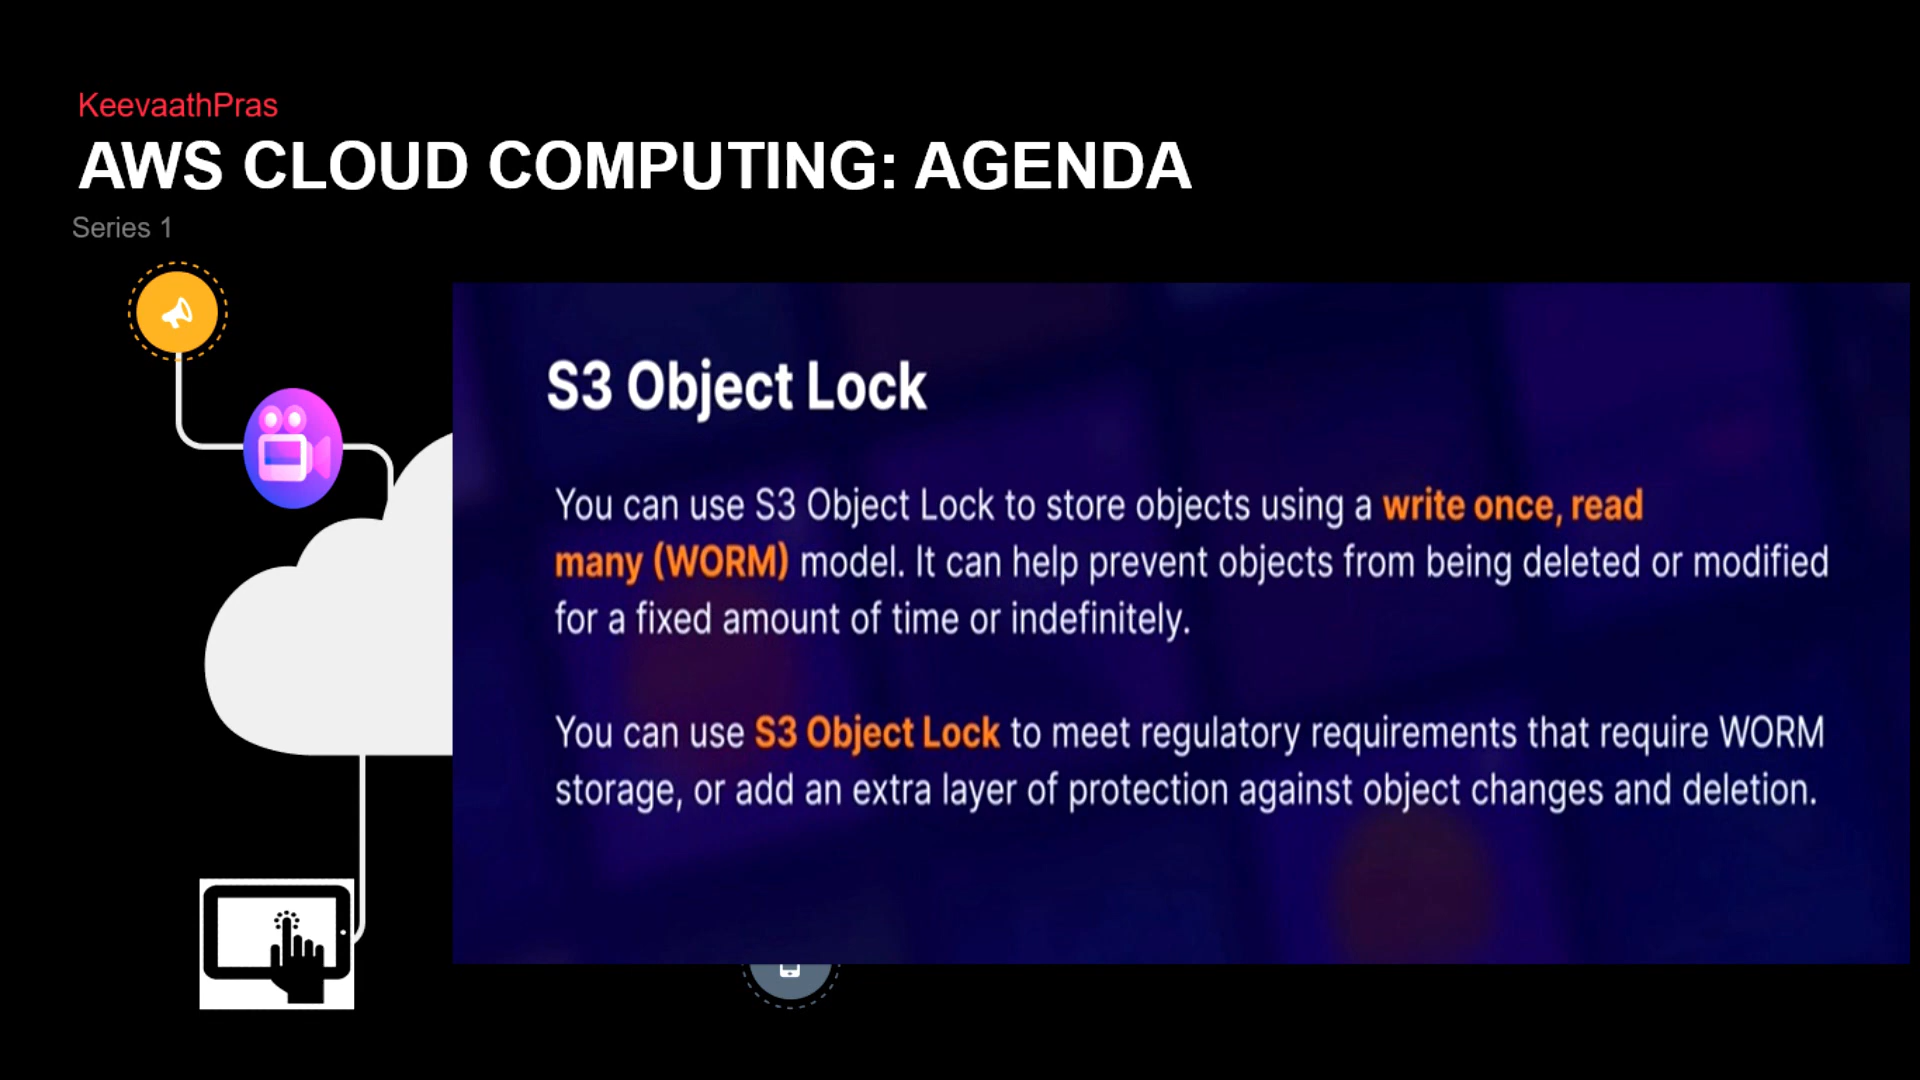 KeevaathPras
AWS CLOUD COMPUTING: AGENDA
Series 1
S3 Object Lock
You can use S3 Object Lock to store objects using a write once, read
many (WORM) model. It can help prevent objects from being deleted or modified
for a fixed amount of time or indefinitely.
You can use S3 Object Lock to meet regulatory requirements that require WORM
storage, or add an extra layer of protection against object changes and deletion.